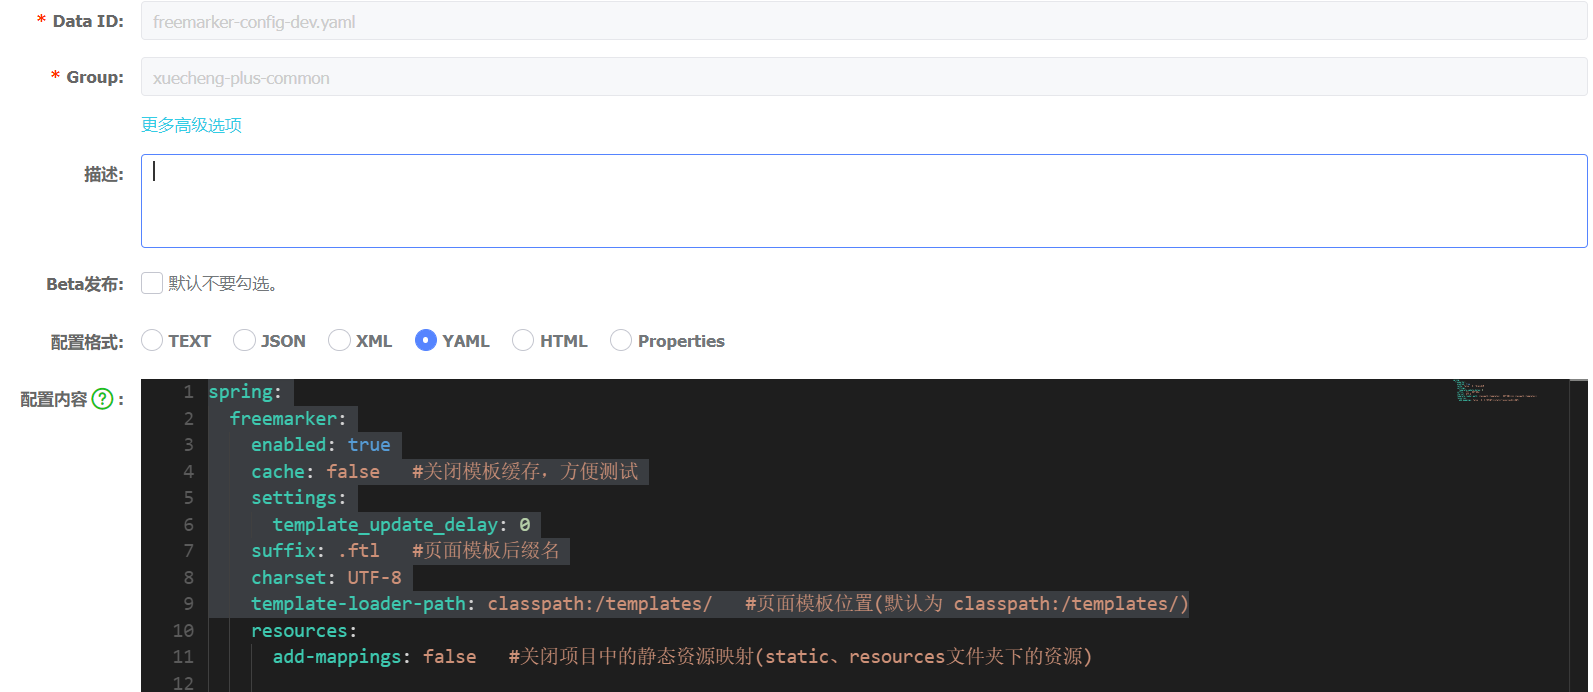 * Data ID: freemarker-config-dev.yaml
* Group: xuecheng-plus-common
更多高级选项
描述:
Beta发布: 默认不要勾选。
配置格式: TEXT JSON XML YAML HTML Properties
配置内容 ? :
1 spring:
2 freemarker:
3 enabled: true
4 cache: false #关闭模板缓存，方便测试
5 settings:
6 template_update_delay: 0
7 suffix: .ftl #页面模板后缀名
8 charset: UTF-8
9 template-loader-path: classpath:/templates/ #页面模板位置(默认为 classpath:/templates/)
10 resources:
11 add-mappings: false #关闭项目中的静态资源映射(static、resources文件夹下的资源)
12